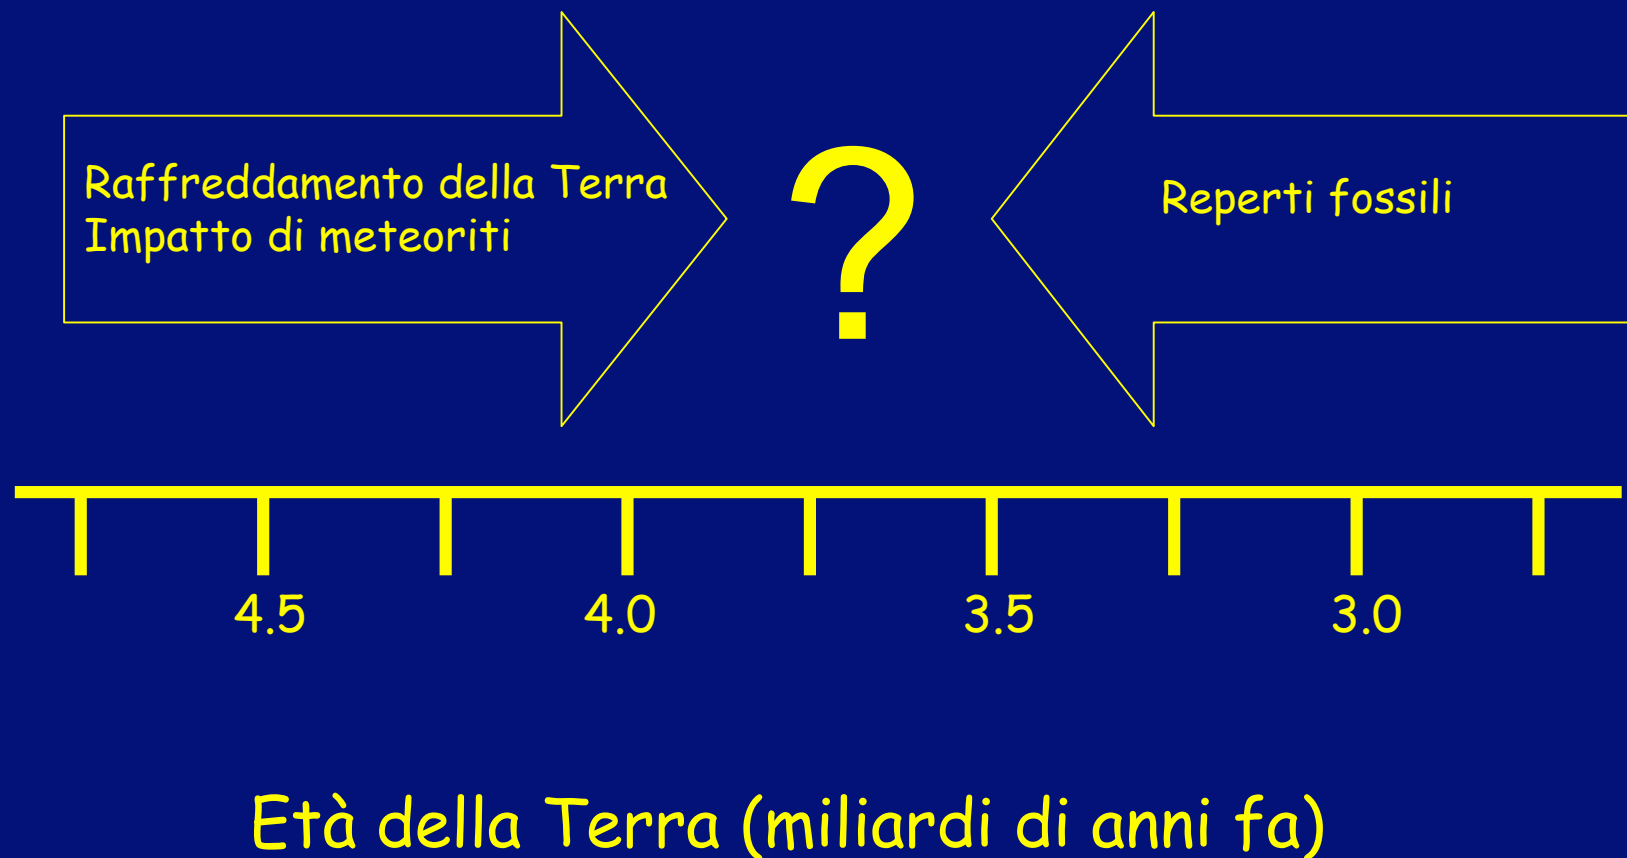 Raffreddamento della Terra
Impatto di meteoriti
?
Reperti fossili
4.5
4.0
3.5
3.0
Età della Terra (miliardi di anni fa)